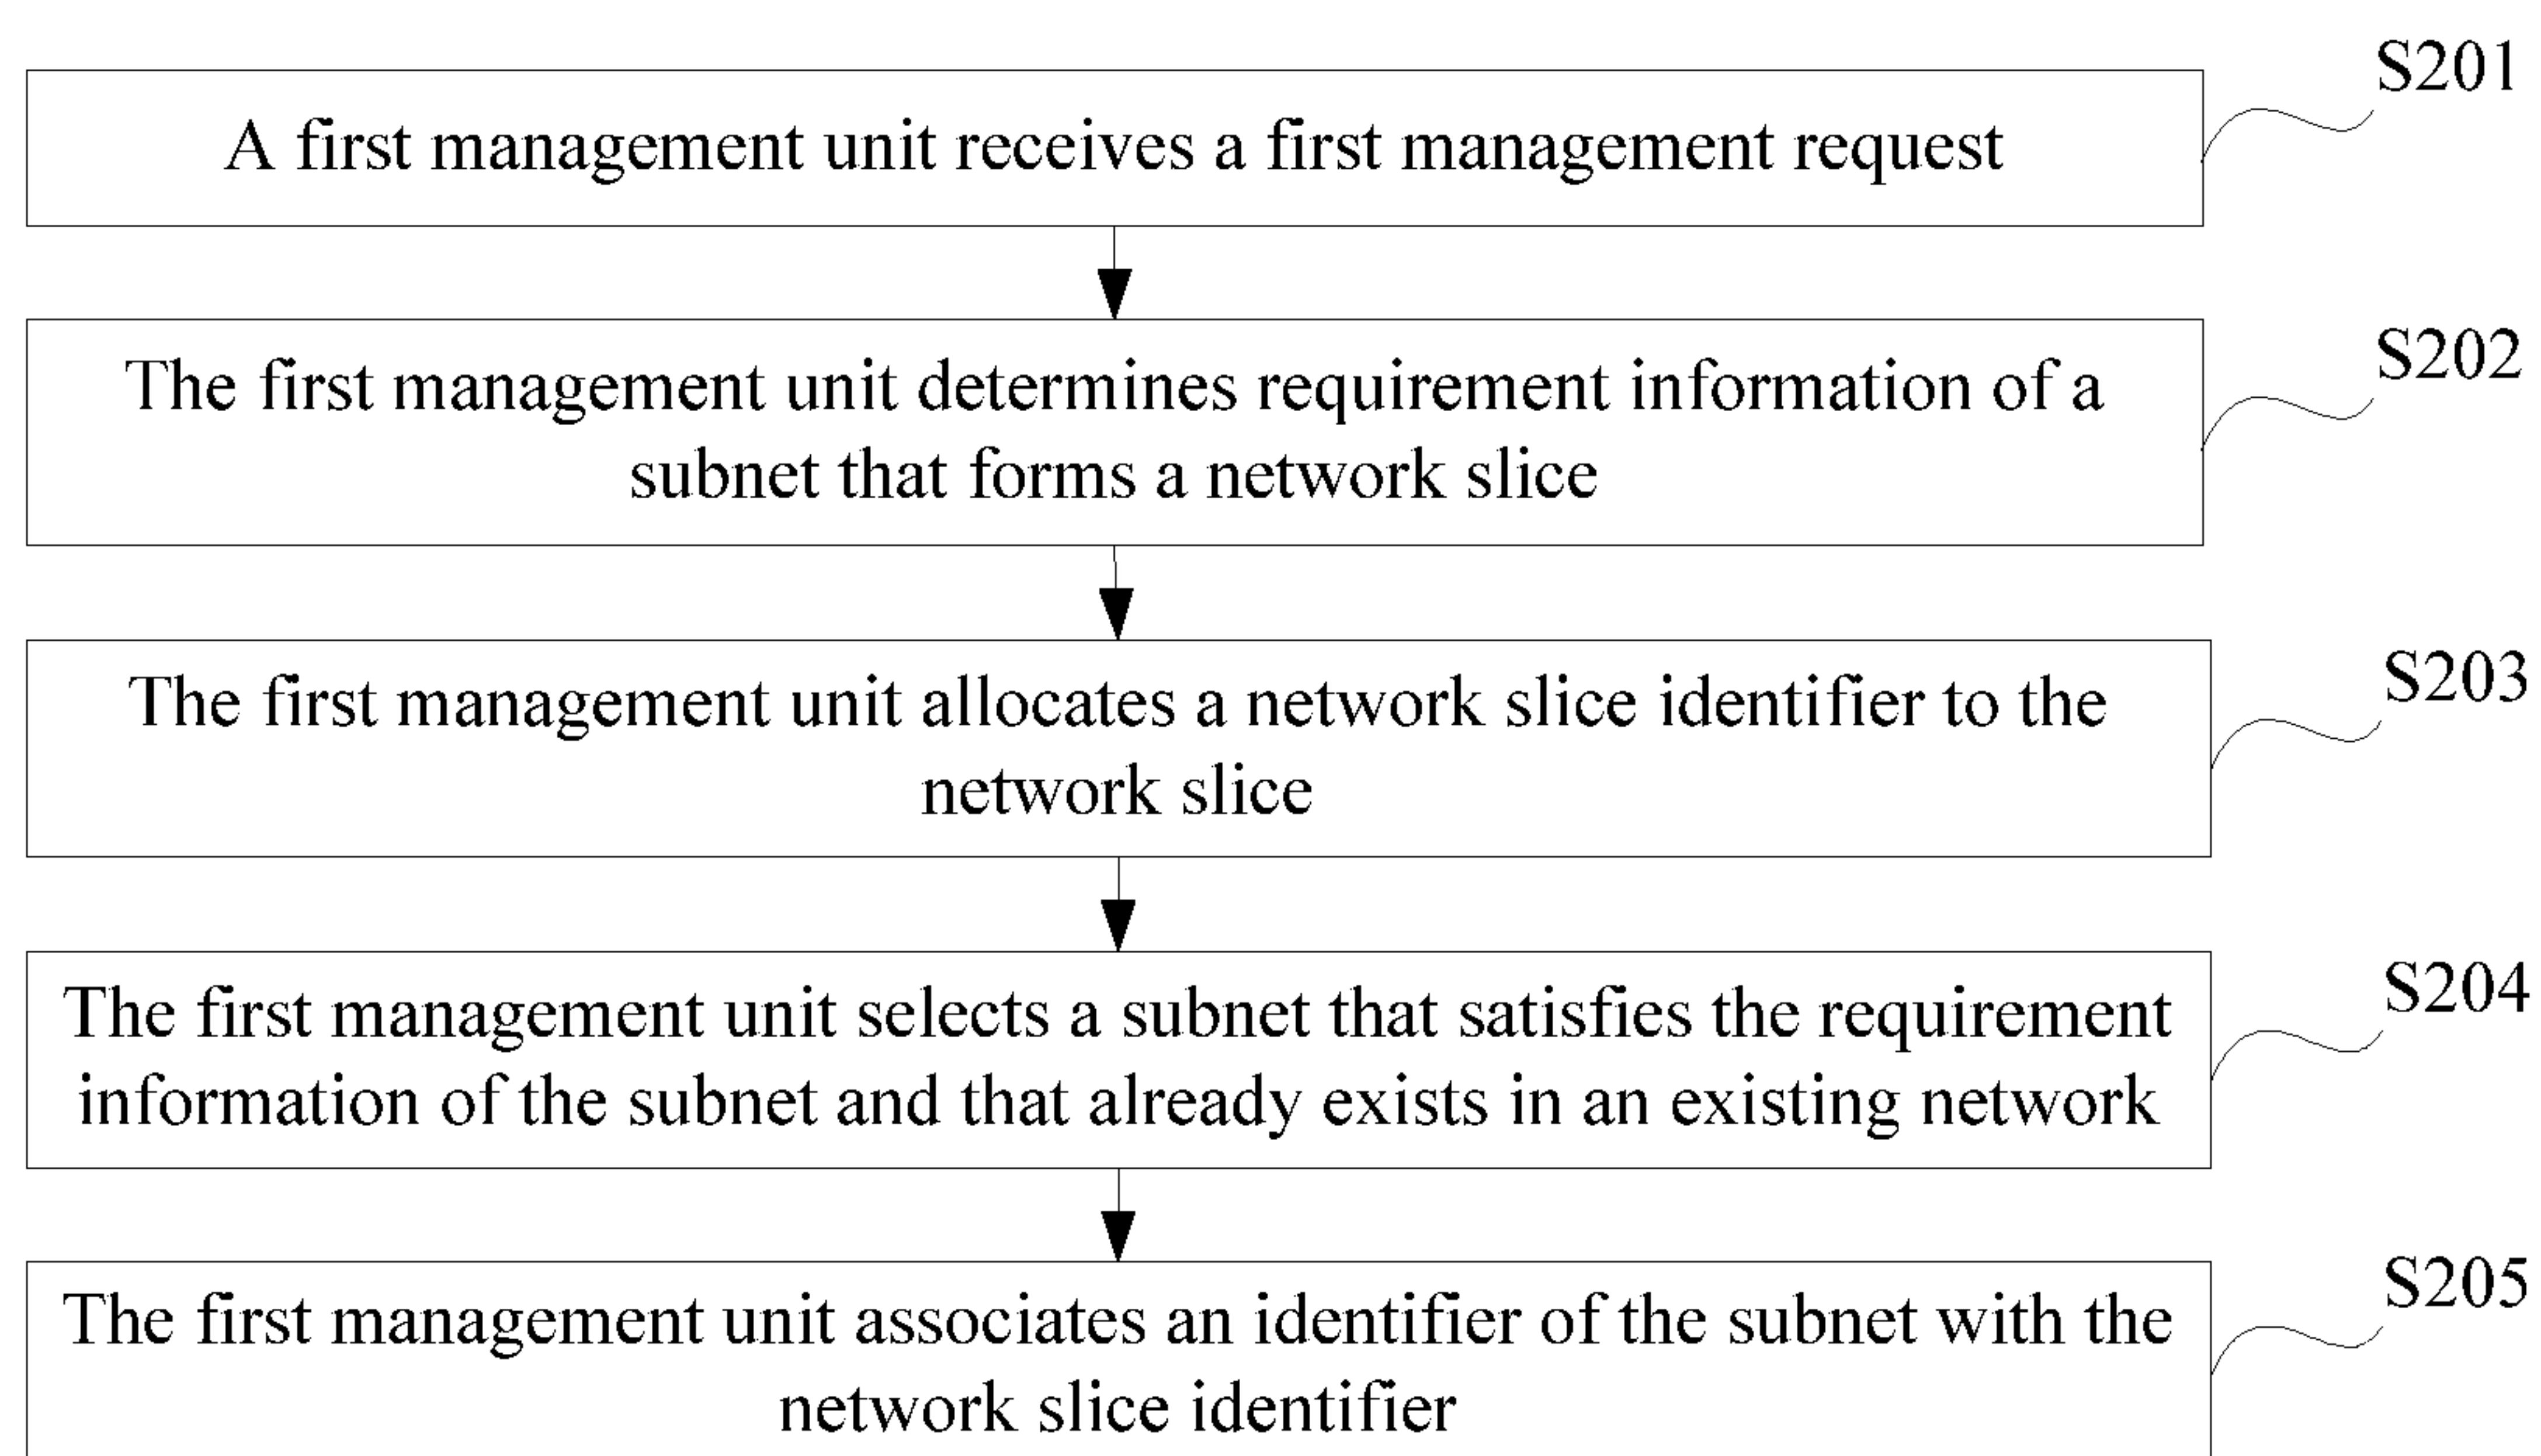 S201
A first management unit receives a first management request
S202
The first management unit determines requirement information of a
subnet that forms a network slice
S203
The first management unit allocates a network slice identifier to the
network slice
S204
The first management unit selects a subnet that satisfies the requirement
information of the subnet and that already exists in an existing network
S205
The first management unit associates an identifier of the subnet with the
network slice identifier